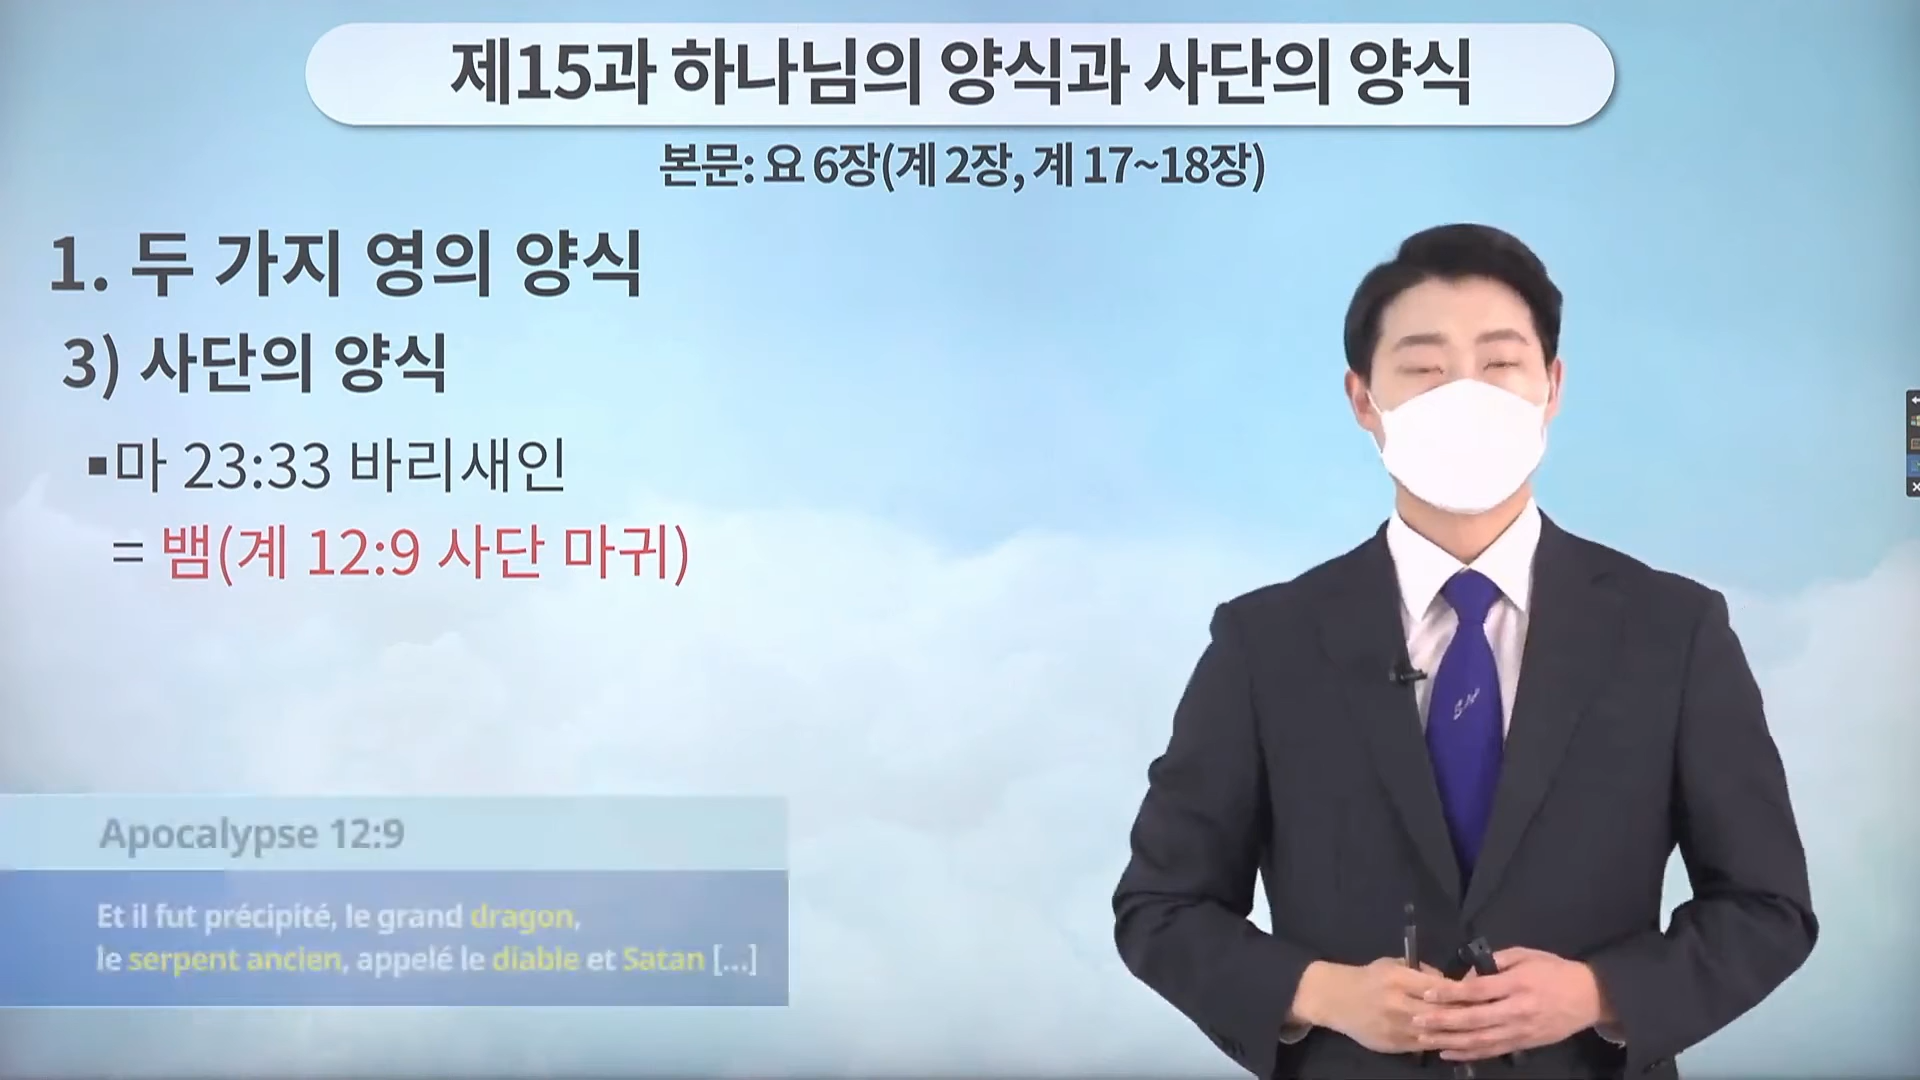 제15과 하나님의 양식과 사단의 양식
본문: 요 6장(계 2장, 계 17~18장)
1. 두 가지 영의 양식
3) 사단의 양식
▪마 23:33 바리새인
= 뱀(계 12:9 사단 마귀)
Apocalypse 12:9
Et il fut précipité, le grand dragon,
le serpent ancien, appelé le diable et Satan [...]